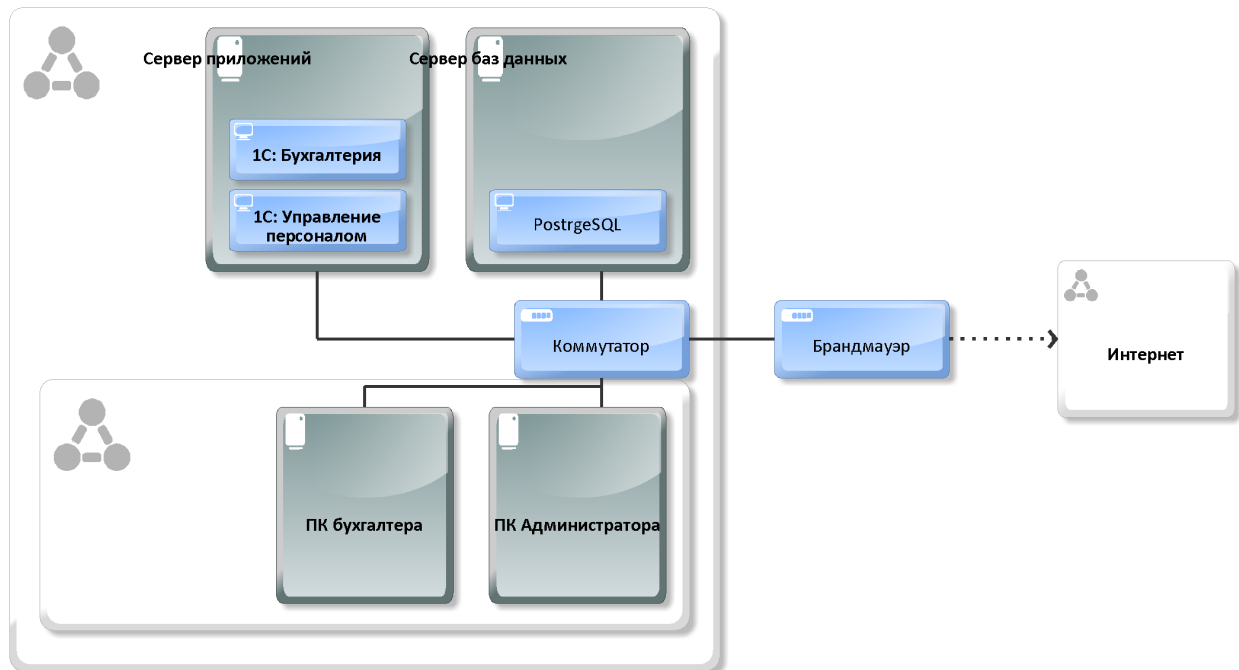 Сервер приложений
Сервер баз данных
1С: Бухгалтерия
1С: Управление
персоналом
PostrgeSQL
Коммутатор
Брандмауэр
Интернет
ПК бухгалтера
ПК Администратора